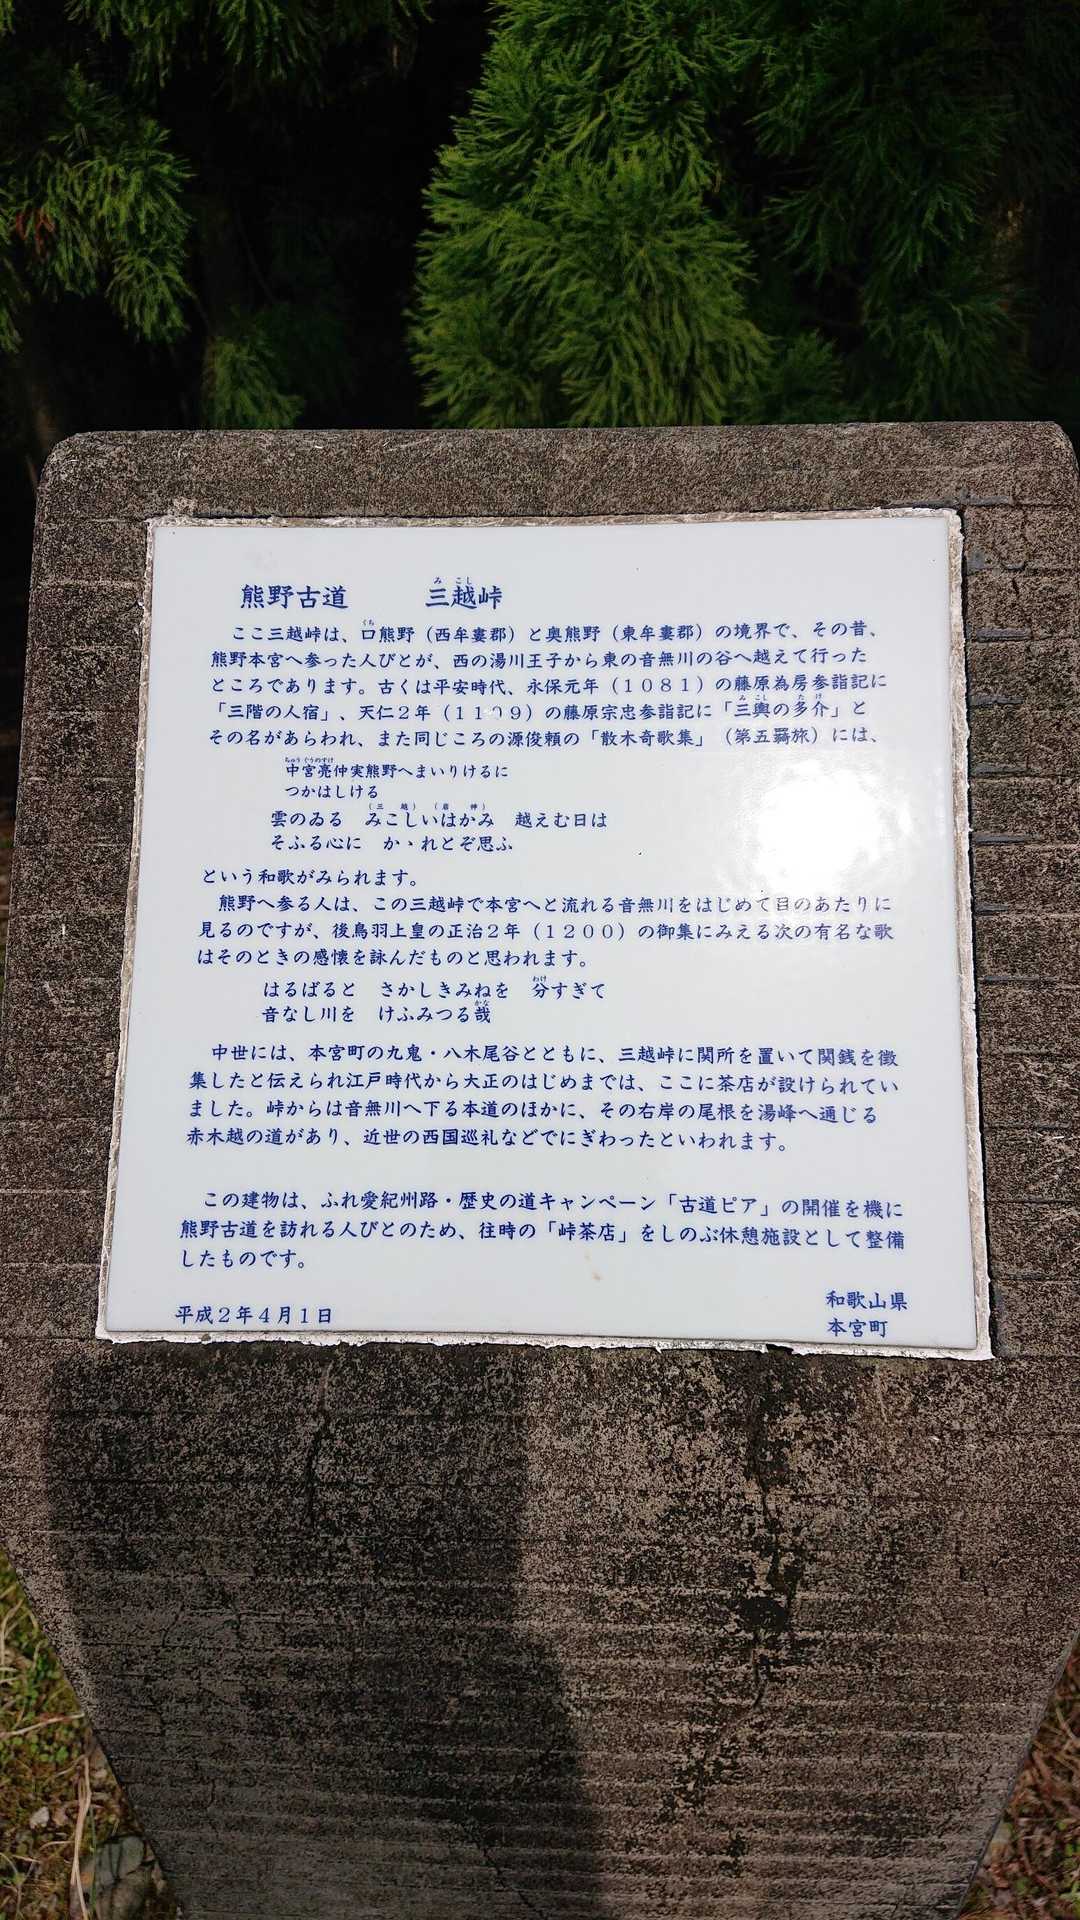 熊野古道　　　三越峠
ここ三越峠は、口熊野（西牟婁郡）と奥熊野（東牟婁郡）の境界で、その昔、
熊野本宮へ参った人びとが、西の湯川王子から東の音無川の谷へ越えて行った
ところであります。古くは平安時代、永保元年（１０８１）の藤原為房参詣記に
「三階の人宿」、天仁２年（１１０９）の藤原宗忠参詣記に「三輿の多介」と
その名があらわれ、また同じころの源俊頼の「散木奇歌集」（第五羇旅）には、
中宮亮仲実熊野へまいりけるに
つかはしける
雲のゐる　みこしいはかみ　越えむ日は
そふる心に　かゝれとぞ思ふ
という和歌がみられます。
熊野へ参る人は、この三越峠で本宮へと流れる音無川をはじめて目のあたりに
見るのですが、後鳥羽上皇の正治２年（１２００）の御集にみえる次の有名な歌
はそのときの感懐を詠んだものと思われます。
はるばると　さかしきみねを　分すぎて
音なし川を　けふみつる哉
中世には、本宮町の九鬼・八木尾谷とともに、三越峠に関所を置いて関銭を徴
集したと伝えられ江戸時代から大正のはじめまでは、ここに茶店が設けられてい
ました。峠からは音無川へ下る本道のほかに、その右岸の尾根を湯峰へ通じる
赤木越の道があり、近世の西国巡礼などでにぎわったといわれます。
この建物は、ふれ愛紀州路・歴史の道キャンペーン「古道ピア」の開催を機に
熊野古道を訪れる人びとのため、往時の「峠茶店」をしのぶ休憩施設として整備
したものです。
平成２年４月１日
和歌山県
本宮町